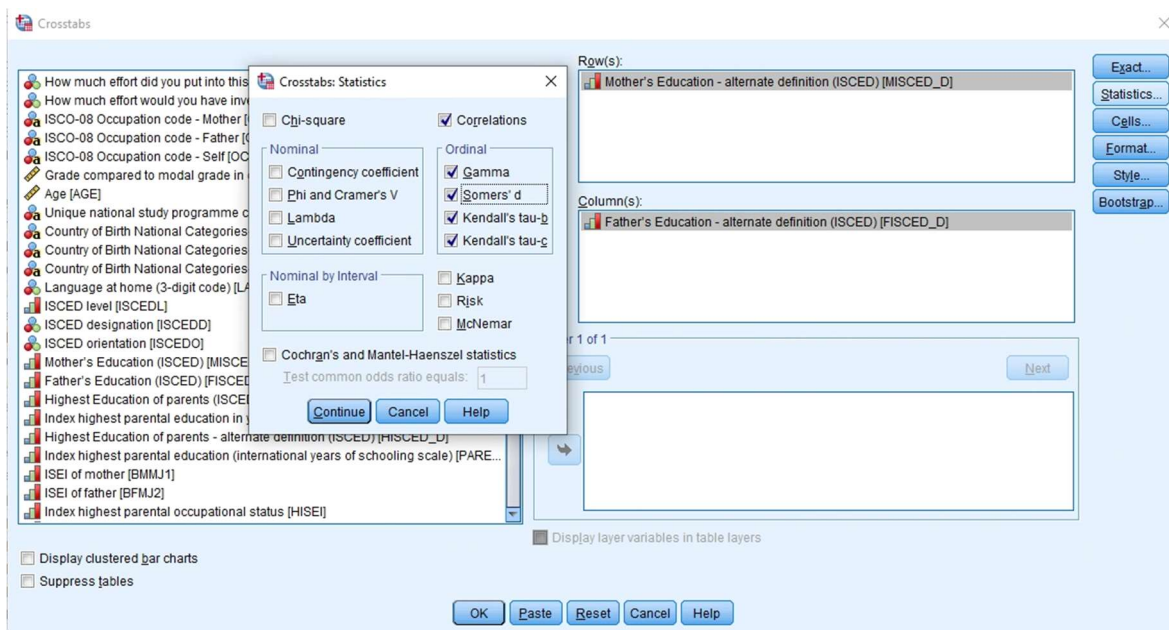 Crosstabs
How much effort did you put into this
How much effort would you have inv
ISCO-08 Occupation code - Mother [
ISCO-08 Occupation code - Father [
ISCO-08 Occupation code - Self [OC
Grade compared to modal grade in
Age [AGE]
Unique national study programme c
Country of Birth National Categories
Country of Birth National Categories
Country of Birth National Categories
Language at home (3-digit code) [LA
ISCED level [ISCEDL]
ISCED designation [ISCEDD]
ISCED orientation [ISCEDO]
Mother's Education (ISCED) [MISCE
Father's Education (ISCED) [FISCED
Highest Education of parents (ISCE
Index highest parental education in y
Highest Education of parents - alternate definition (ISCED) [HISCED_D]
Index highest parental education (international years of schooling scale) [PARE...
ISEI of mother [BMMJ1]
ISEI of father [BFMJ2]
Index highest parental occupational status [HISEI]
Display clustered bar charts
Suppress tables
Crosstabs: Statistics
Chi-square
Correlations
Nominal
Contingency coefficient
Phi and Cramer's V
Lambda
Uncertainty coefficient
Ordinal
Gamma
Somers' d
Kendall's tau-b
Kendall's tau-c
Nominal by Interval
Eta
Kappa
Risk
McNemar
Cochran's and Mantel-Haenszel statistics
Test common odds ratio equals: 1
Continue Cancel Help
Row(s):
Mother's Education - alternate definition (ISCED) [MISCED_D]
Column(s):
Father's Education - alternate definition (ISCED) [FISCED_D]
r 1 of 1
evious
Next
Display layer variables in table layers
Exact...
Statistics...
Cells...
Format...
Style...
Bootstrap...
OK Paste Reset Cancel Help